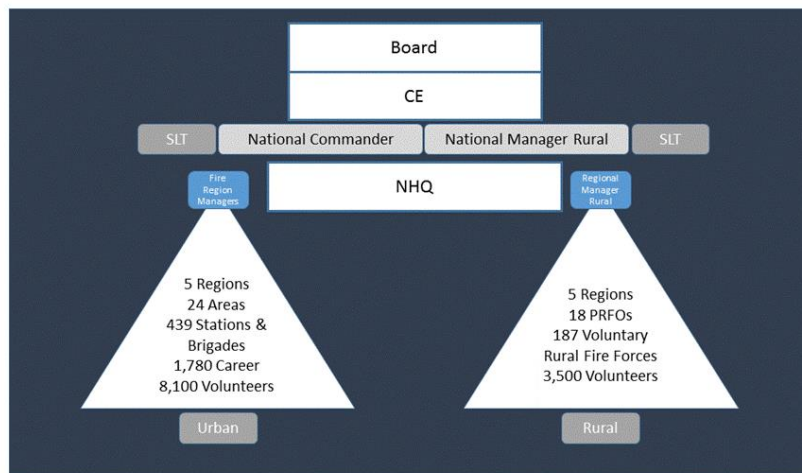 Board
CE
SLT
National Commander
National Manager Rural
SLT
Fire
Region
Managers
NHQ
Regional
Manager
Rural
5 Regions
24 Areas
439 Stations &
Brigades
1,780 Career
8,100 Volunteers
5 Regions
18 PRFOs
187 Voluntary
Rural Fire Forces
3,500 Volunteers
Urban
Rural